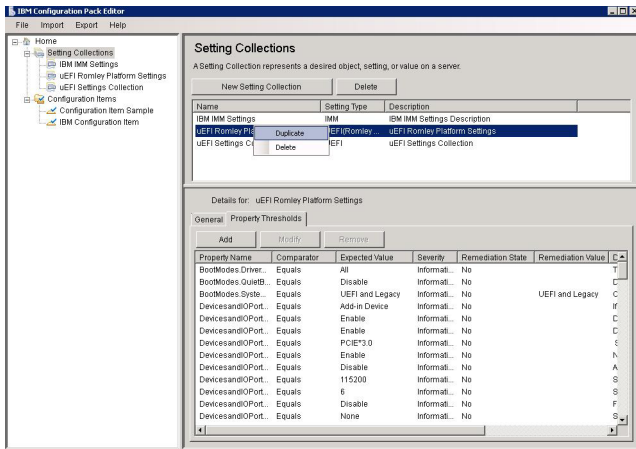 IBM Configuration Pack Editor
File Import Export Help
Home
Setting Collections
IBM IMM Settings
uEFI Romley Platform Settings
uEFI Settings Collection
Configuration Items
Configuration Item Sample
IBM Configuration Item
Setting Collections
A Setting Collection represents a desired object, setting, or value on a server.
New Setting Collection Delete
Name Setting Type Description
IBM IMM Settings IMM IBM IMM Settings Description
uEFI Romley Pla EFI(Romley... uEFI Romley Platform Settings
uEFI Settings Co EFI uEFI Settings Collection
Duplicate
Delete
Details for: uEFI Romley Platform Settings
General Property Thresholds
Add Modify Remove
Property Name Comparator Expected Value Severity Remediation State Remediation Value
BootModes.Driver... Equals All Informati... No T
BootModes.QuietB... Equals Disable Informati... No D
BootModes.Syste... Equals UEFI and Legacy Informati... No UEFI and Legacy C
DevicesandIOPort... Equals Add-in Device Informati... No If
DevicesandIOPort... Equals Enable Informati... No D
DevicesandIOPort... Equals Enable Informati... No
DevicesandIOPort... Equals PCIE*3.0 Informati... No S
DevicesandIOPort... Equals Enable Informati... No N
DevicesandIOPort... Equals Disable Informati... No A
DevicesandIOPort... Equals 115200 Informati... No S
DevicesandIOPort... Equals 6 Informati... No S
DevicesandIOPort... Equals Disable Informati... No F
DevicesandIOPort... Equals None Informati... No S